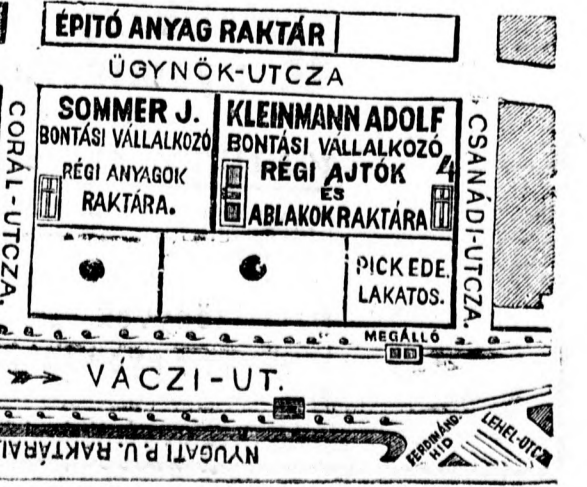 ÉPITŐ ANYAG RAKTÁR
ÜGYNÖK-UTCZA
CORÁL-UTCZA.
SOMMER J.
BONTÁSI VÁLLALKOZÓ
RÉGI ANYAGOK
RAKTÁRA.
KLEINMANN ADOLF
BONTÁSI VÁLLALKOZÓ
RÉGI AJTÓK
ÉS
ABLAKOK RAKTÁRA
4
CSANÁDI-UTCZA.
PICK EDE.
LAKATOS.
MEGÁLLÓ
VÁCZI-UT.
NYUGATI P.U. RAKTÁRAI
FERDINÁND-
HID
LEHEL-UTCZA